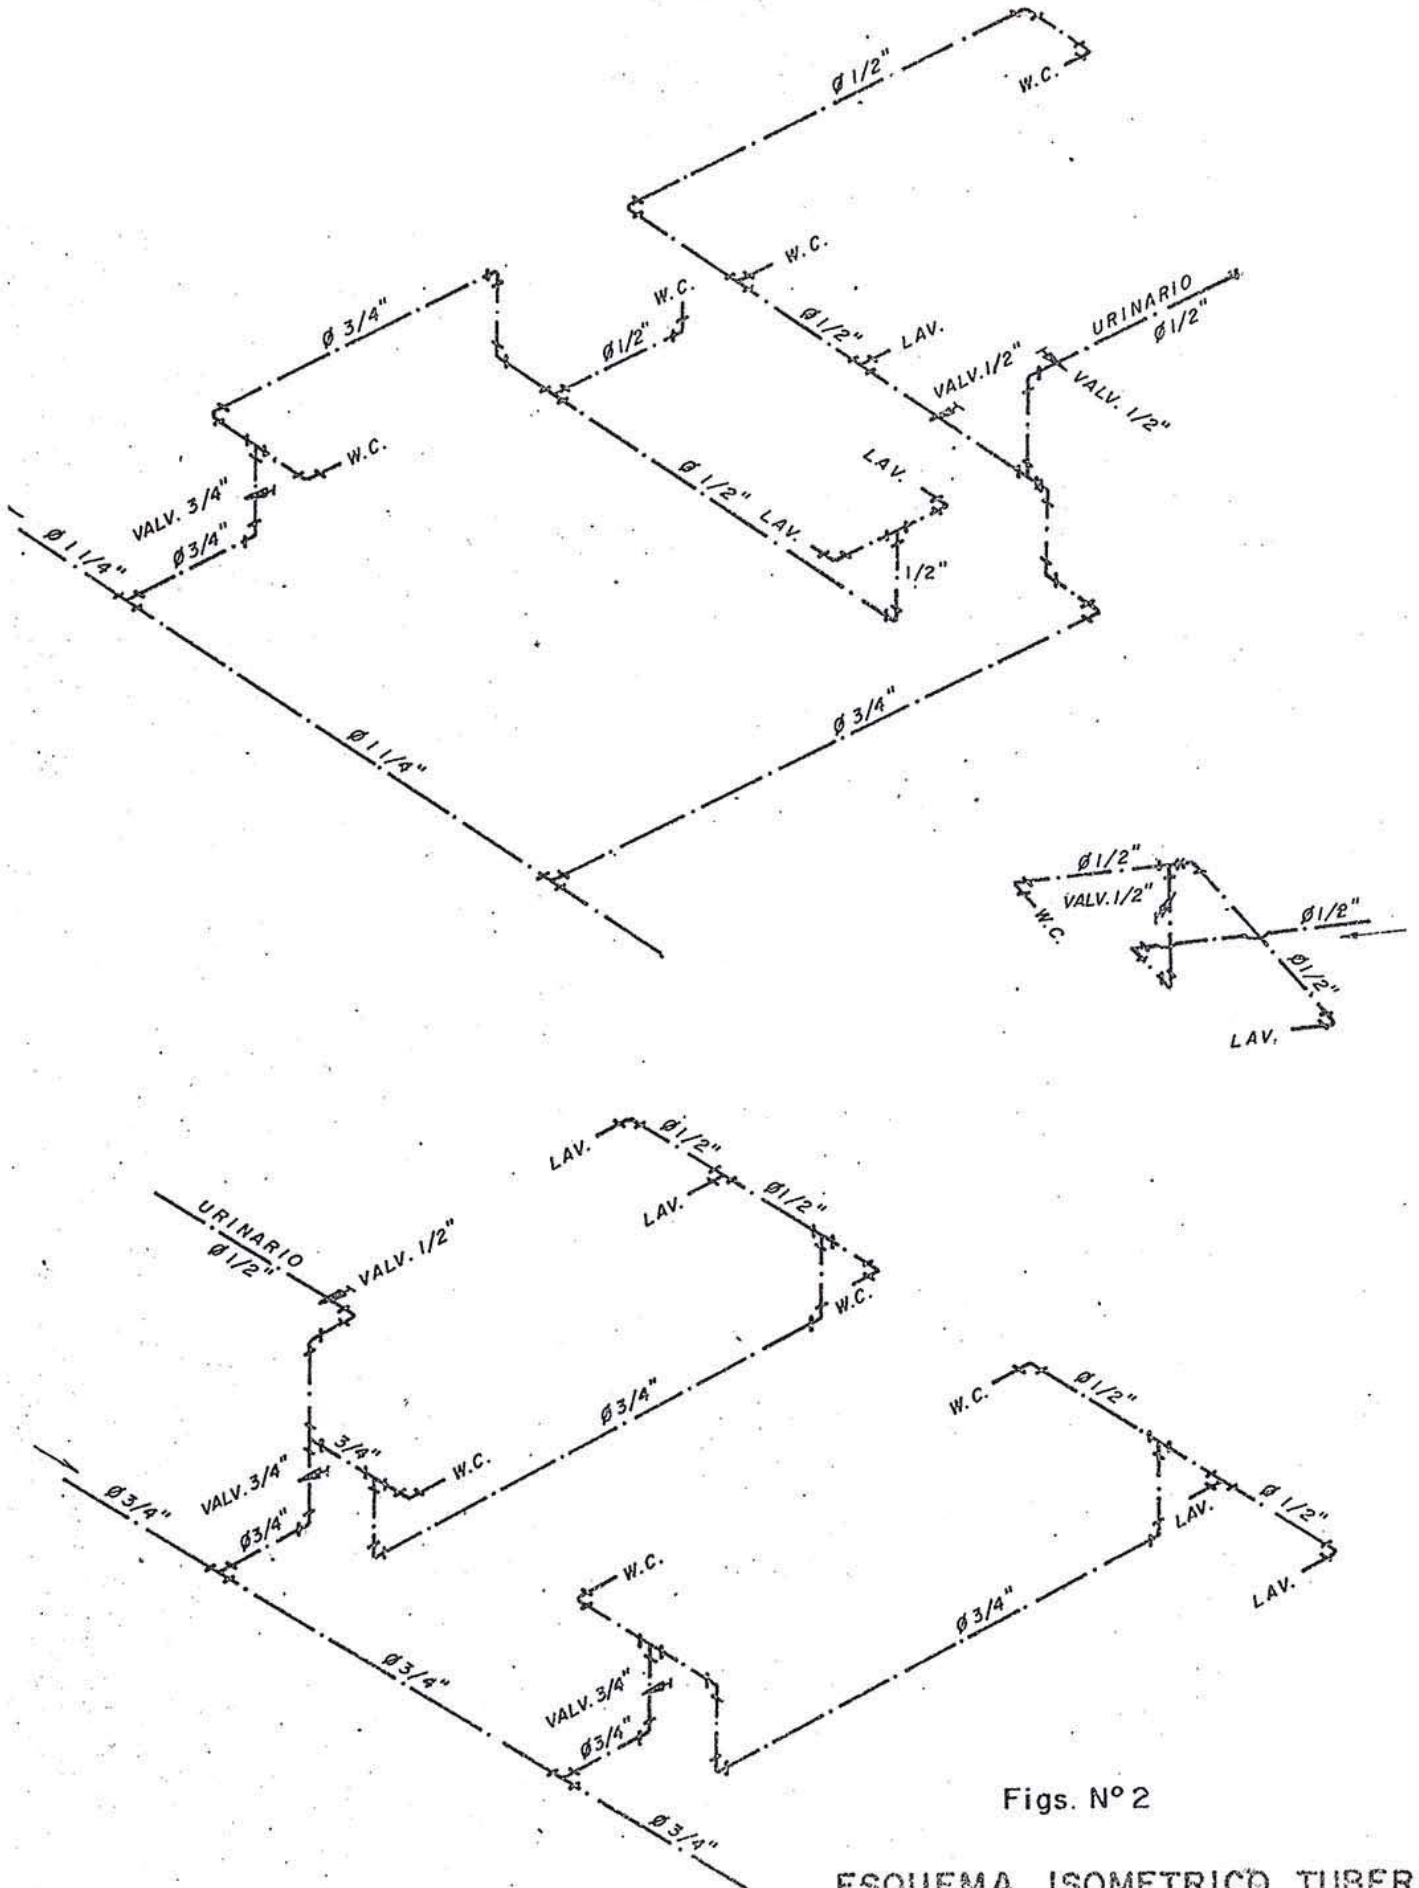 Ø 1/2"
W.C.
W.C.
Ø 3/4"
W.C.
Ø1/2"
Ø1/2"
LAV.
URINARIO
Ø1/2"
VALV.1/2"
VALV. 1/2"
W.C.
VALV. 3/4"
Ø3/4"
Ø 1 1/4"
Ø 1/2"
LAV.
LAV.
1/2"
Ø 3/4"
Ø 1 1/4"
Ø1/2"
VALV.1/2"
W.C.
Ø1/2"
Ø1/2"
LAV.
LAV.
Ø1/2"
LAV.
Ø1/2"
URINARIO
Ø1/2"
VALV. 1/2"
W.C.
Ø3/4"
3/4"
W.C.
VALV. 3/4"
Ø3/4"
Ø3/4"
W.C.
Ø1/2"
LAV.
Ø 1/2"
LAV.
W.C.
Ø3/4"
Ø3/4"
VALV. 3/4"
Ø3/4"
Ø3/4"
Figs. Nº 2
ESQUEMA ISOMETRICO TUBER